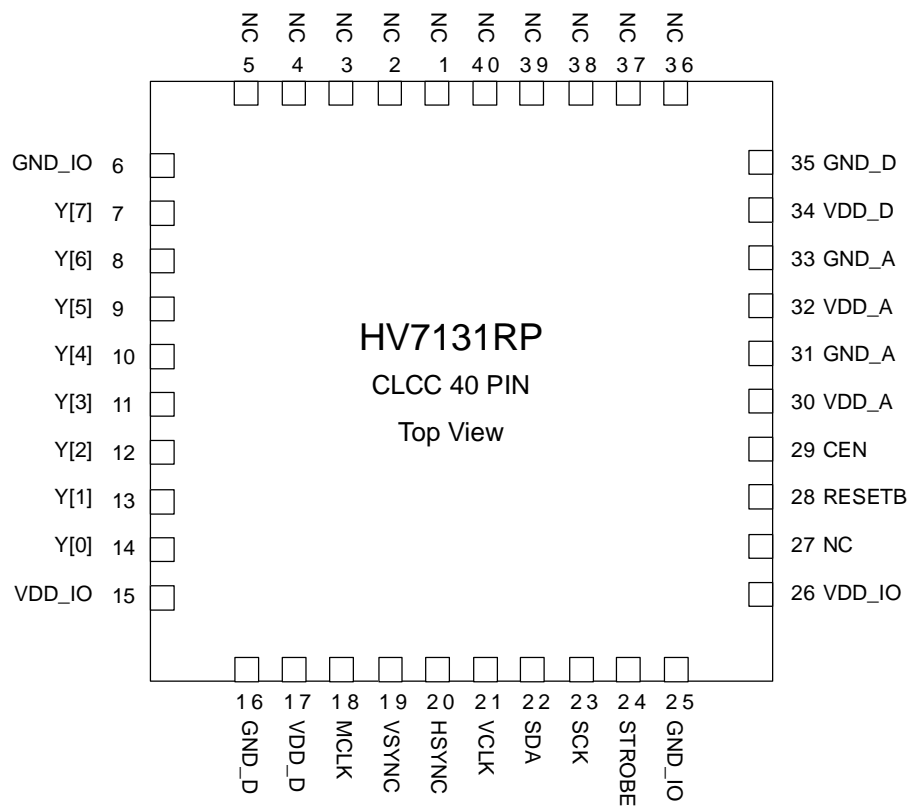 NC NC NC NC NC NC NC NC NC NC
5 4 3 2 1 40 39 38 37 36
GND_IO 6
Y[7] 7
Y[6] 8
Y[5] 9
Y[4] 10
Y[3] 11
Y[2] 12
Y[1] 13
Y[0] 14
VDD_IO 15
HV7131RP
CLCC 40 PIN
Top View
35 GND_D
34 VDD_D
33 GND_A
32 VDD_A
31 GND_A
30 VDD_A
29 CEN
28 RESETB
27 NC
26 VDD_IO
16 17 18 19 20 21 22 23 24 25
GND_D VDD_D MCLK VSYNC HSYNC VCLK SDA SCK STROBE GND_IO